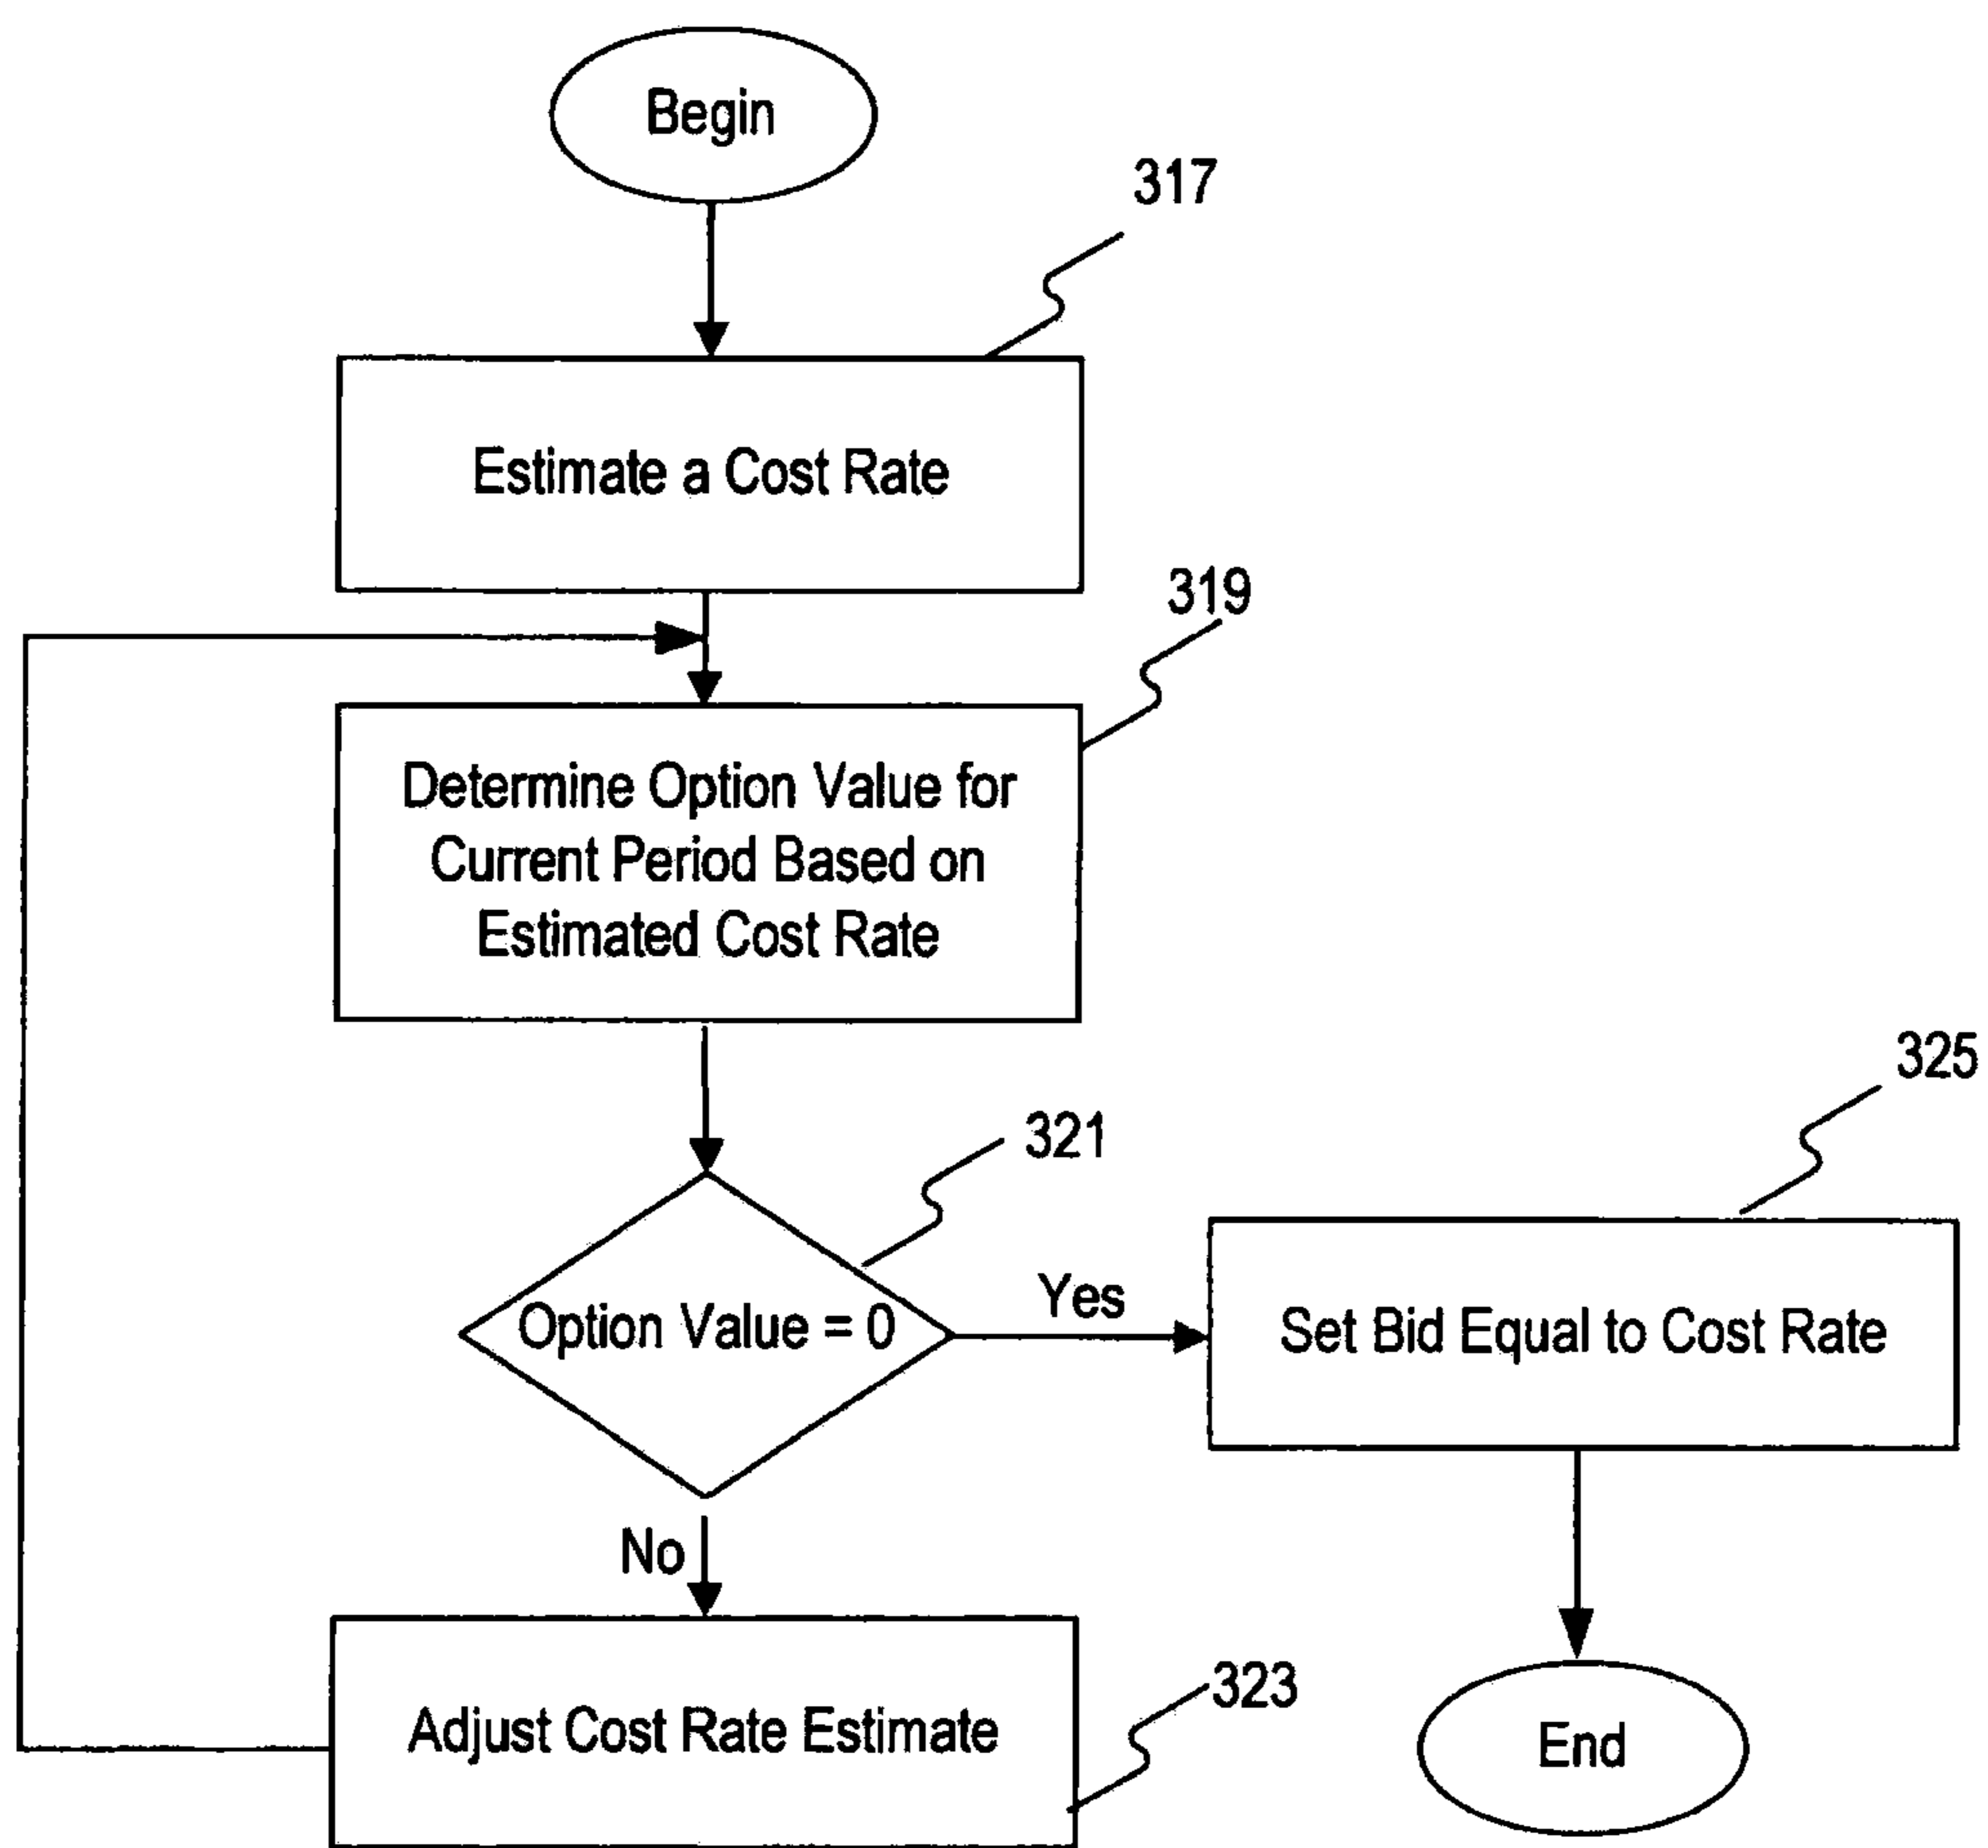 Begin
317
Estimate a Cost Rate
319
Determine Option Value for
Current Period Based on
Estimated Cost Rate
325
321
Option Value = 0
Yes
Set Bid Equal to Cost Rate
No
323
Adjust Cost Rate Estimate
End